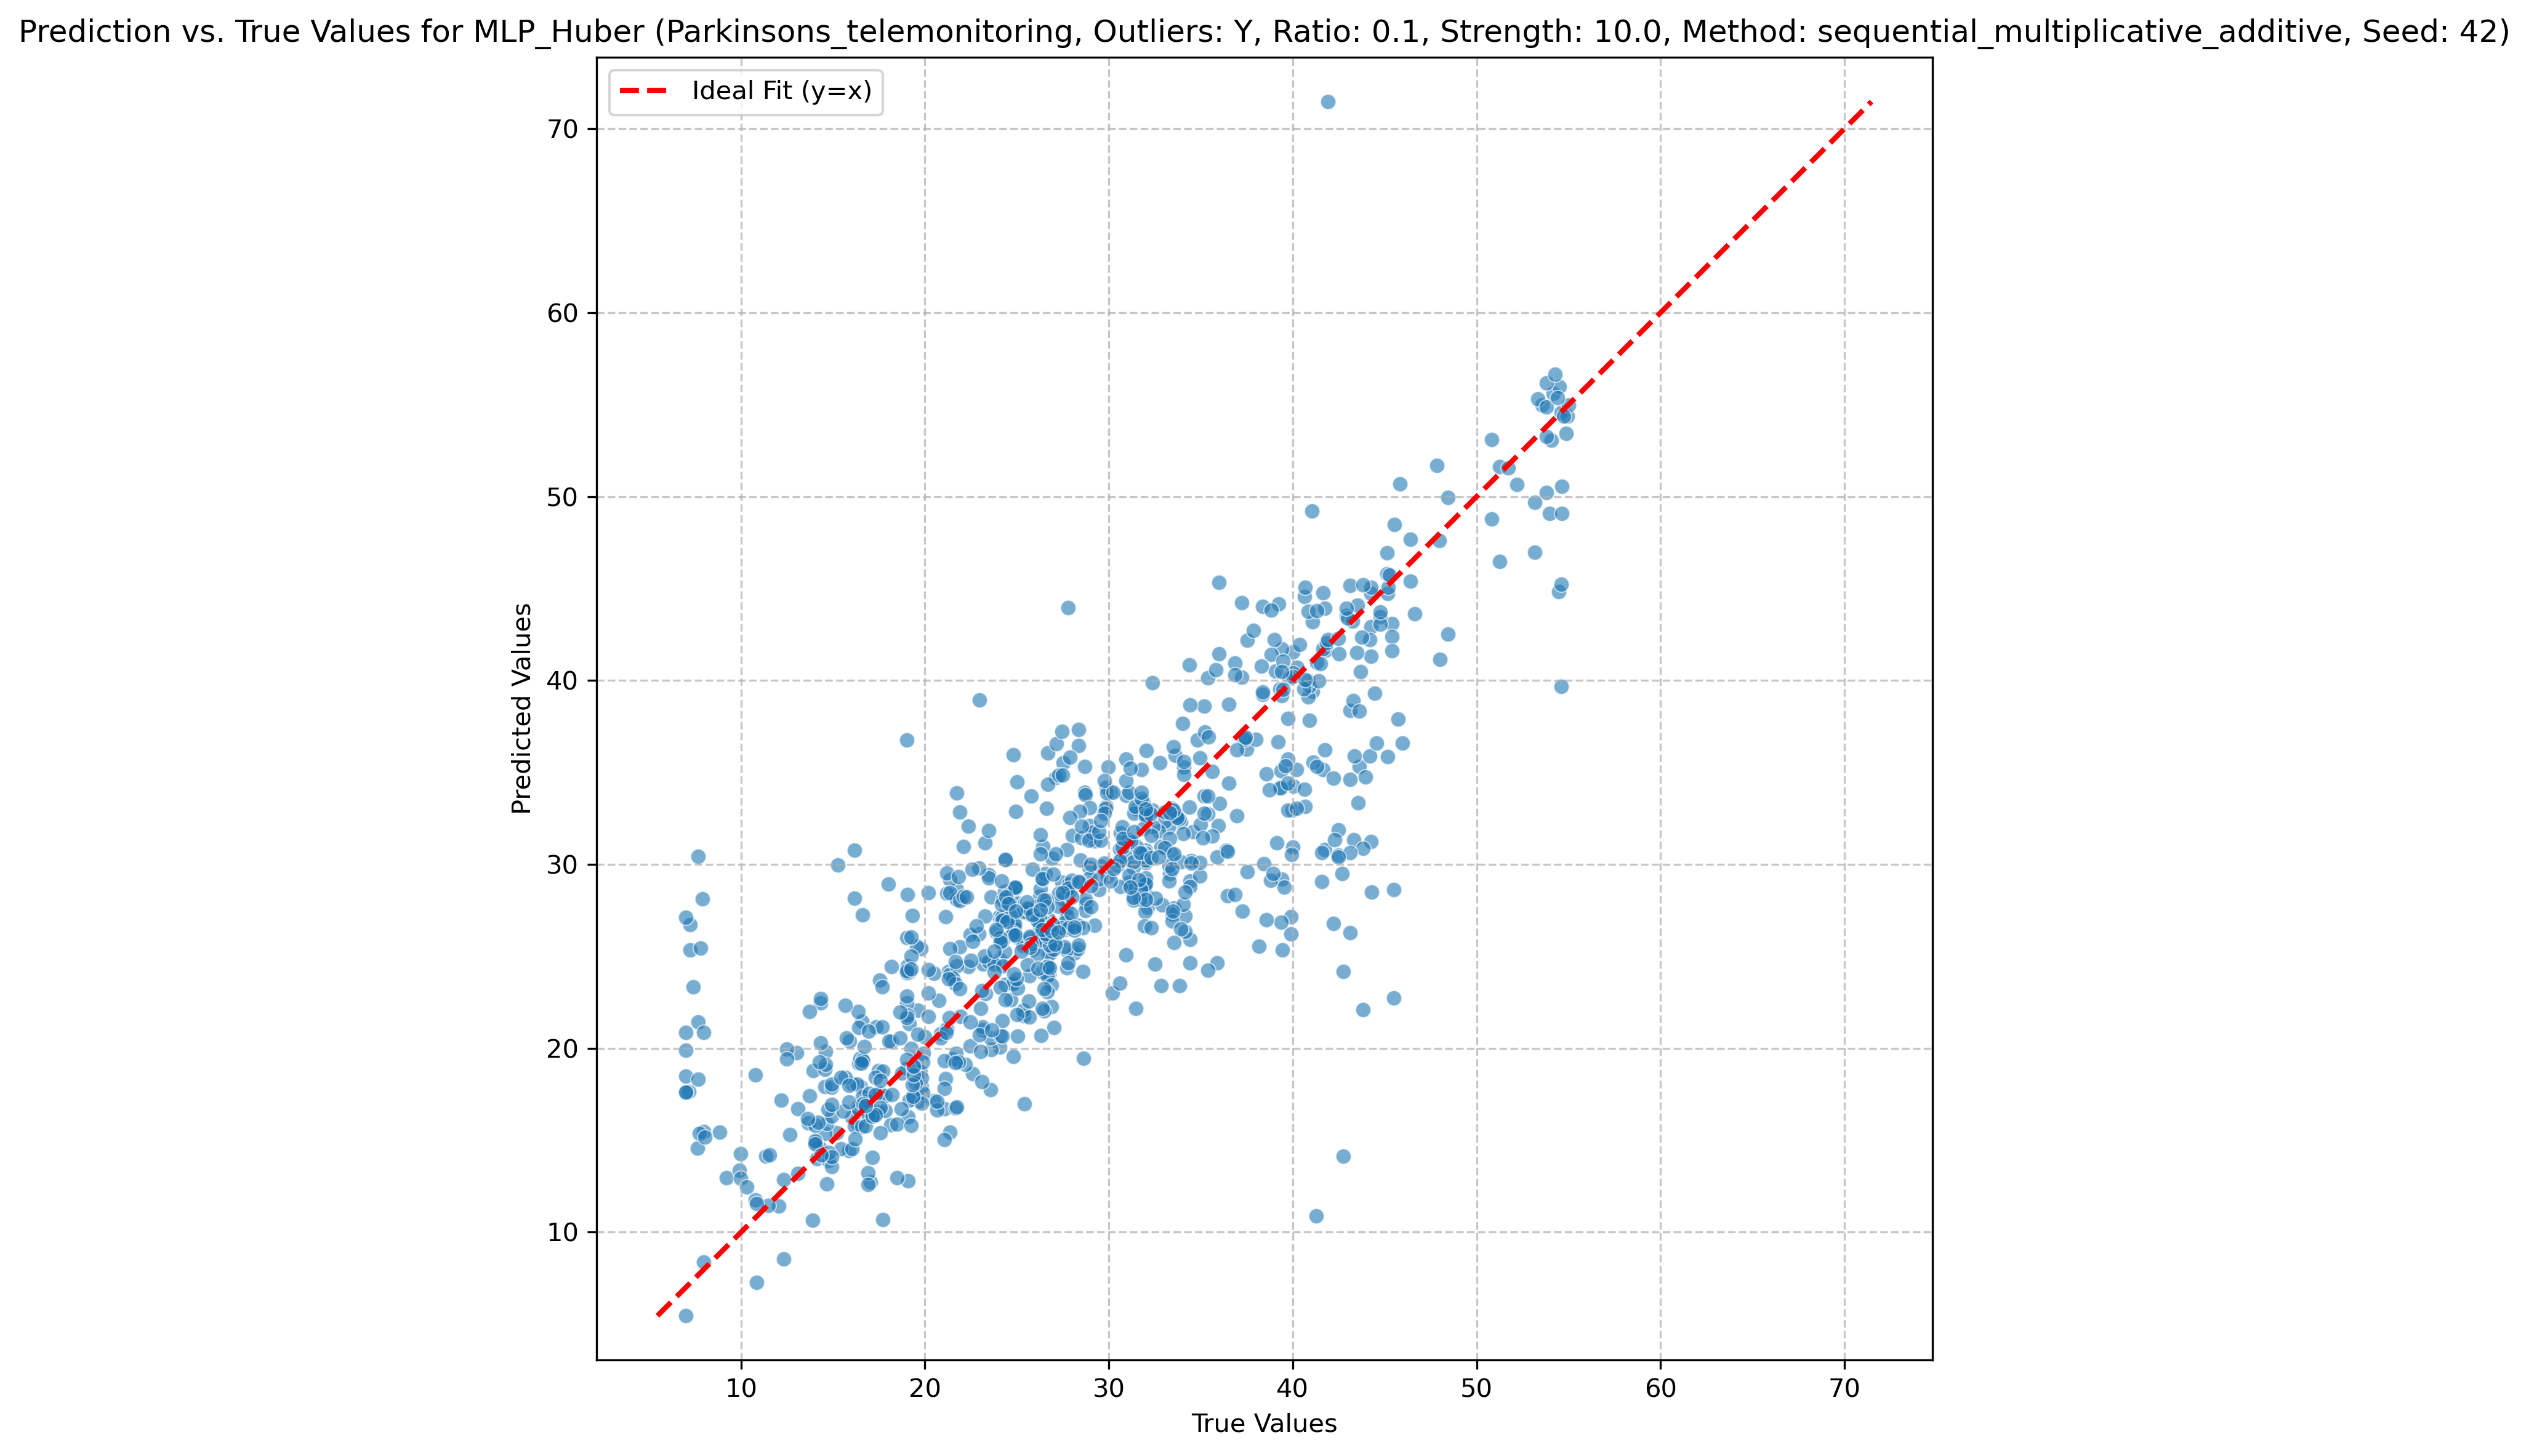 Prediction vs. True Values for MLP_Huber (Parkinsons_telemonitoring, Outliers: Y, Ratio: 0.1, Strength: 10.0, Method: sequential_multiplicative_additive, Seed: 42)
Ideal Fit (y=x)
70
60
50
40
30
20
10
Predicted Values
10 20 30 40 50 60 70
True Values